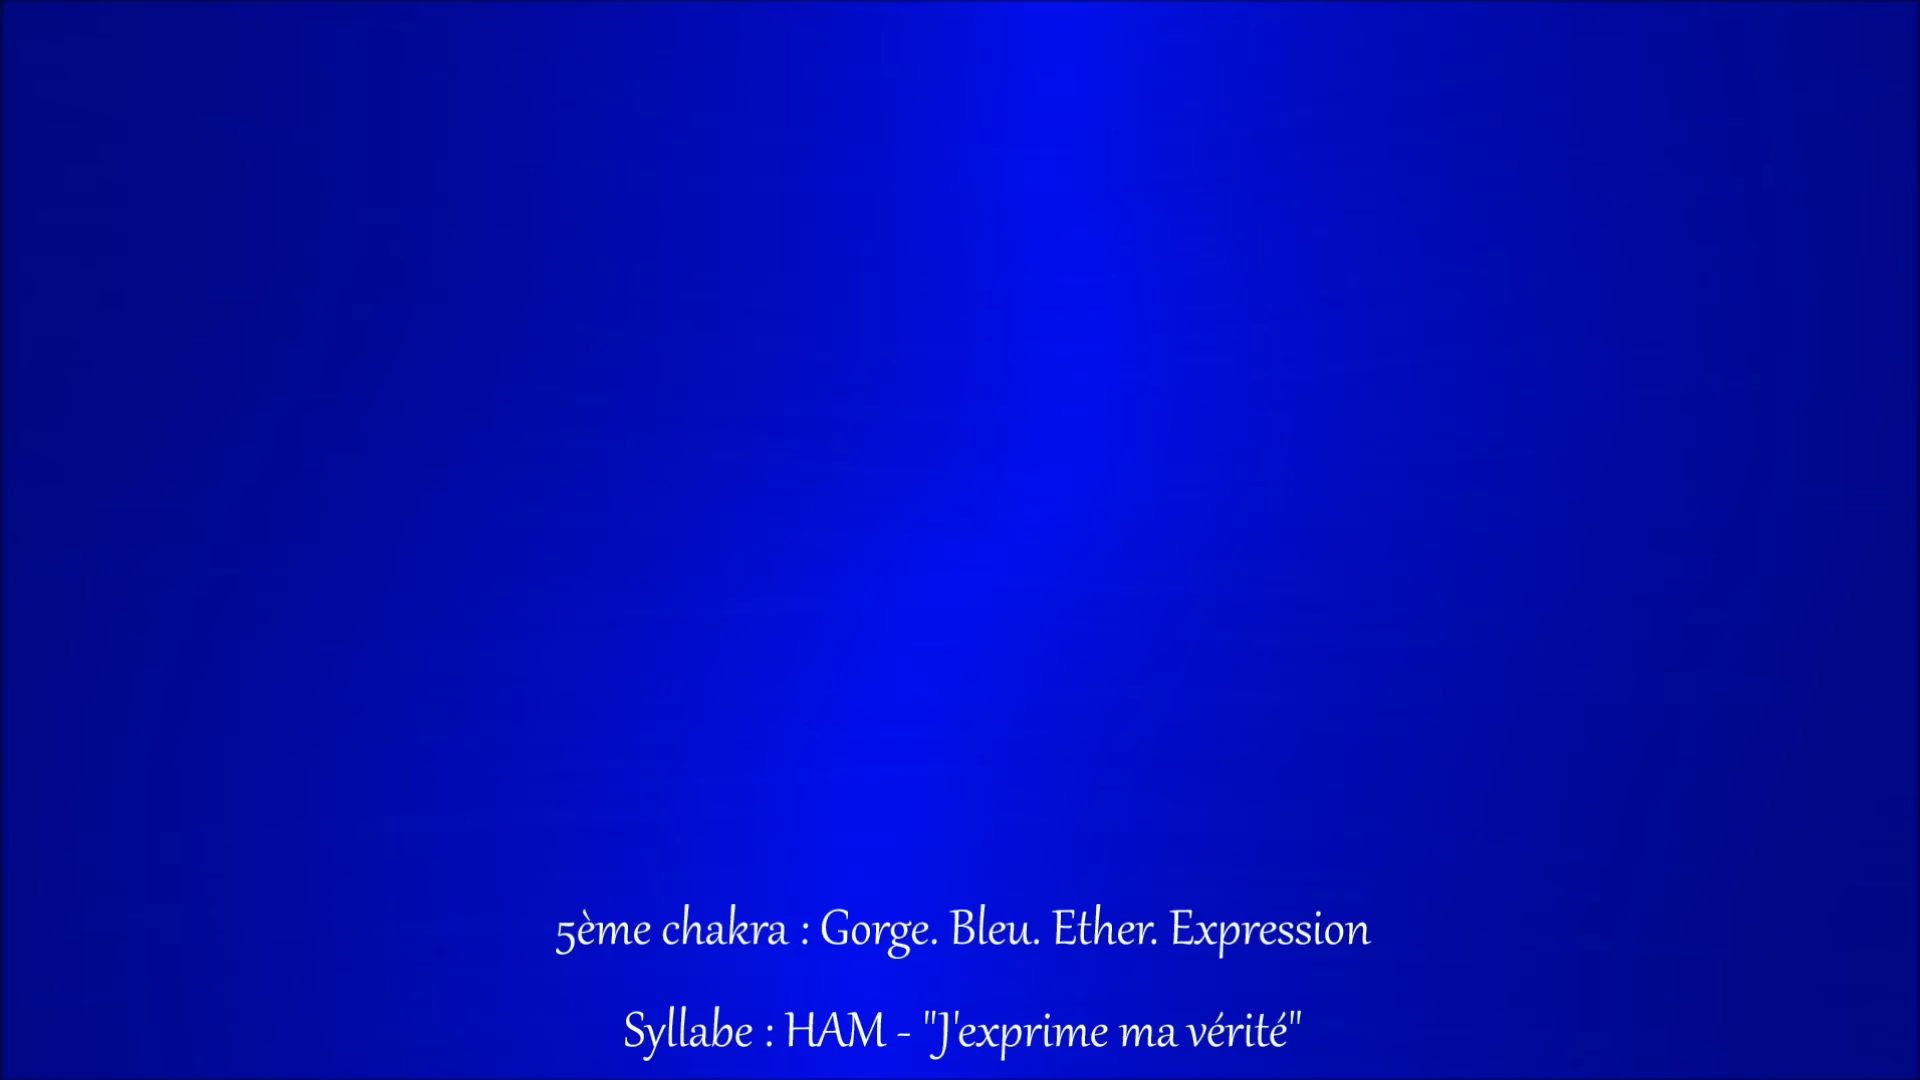 5ème chakra : Gorge. Bleu. Ether. Expression
Syllabe : HAM - "J'exprime ma vérité"